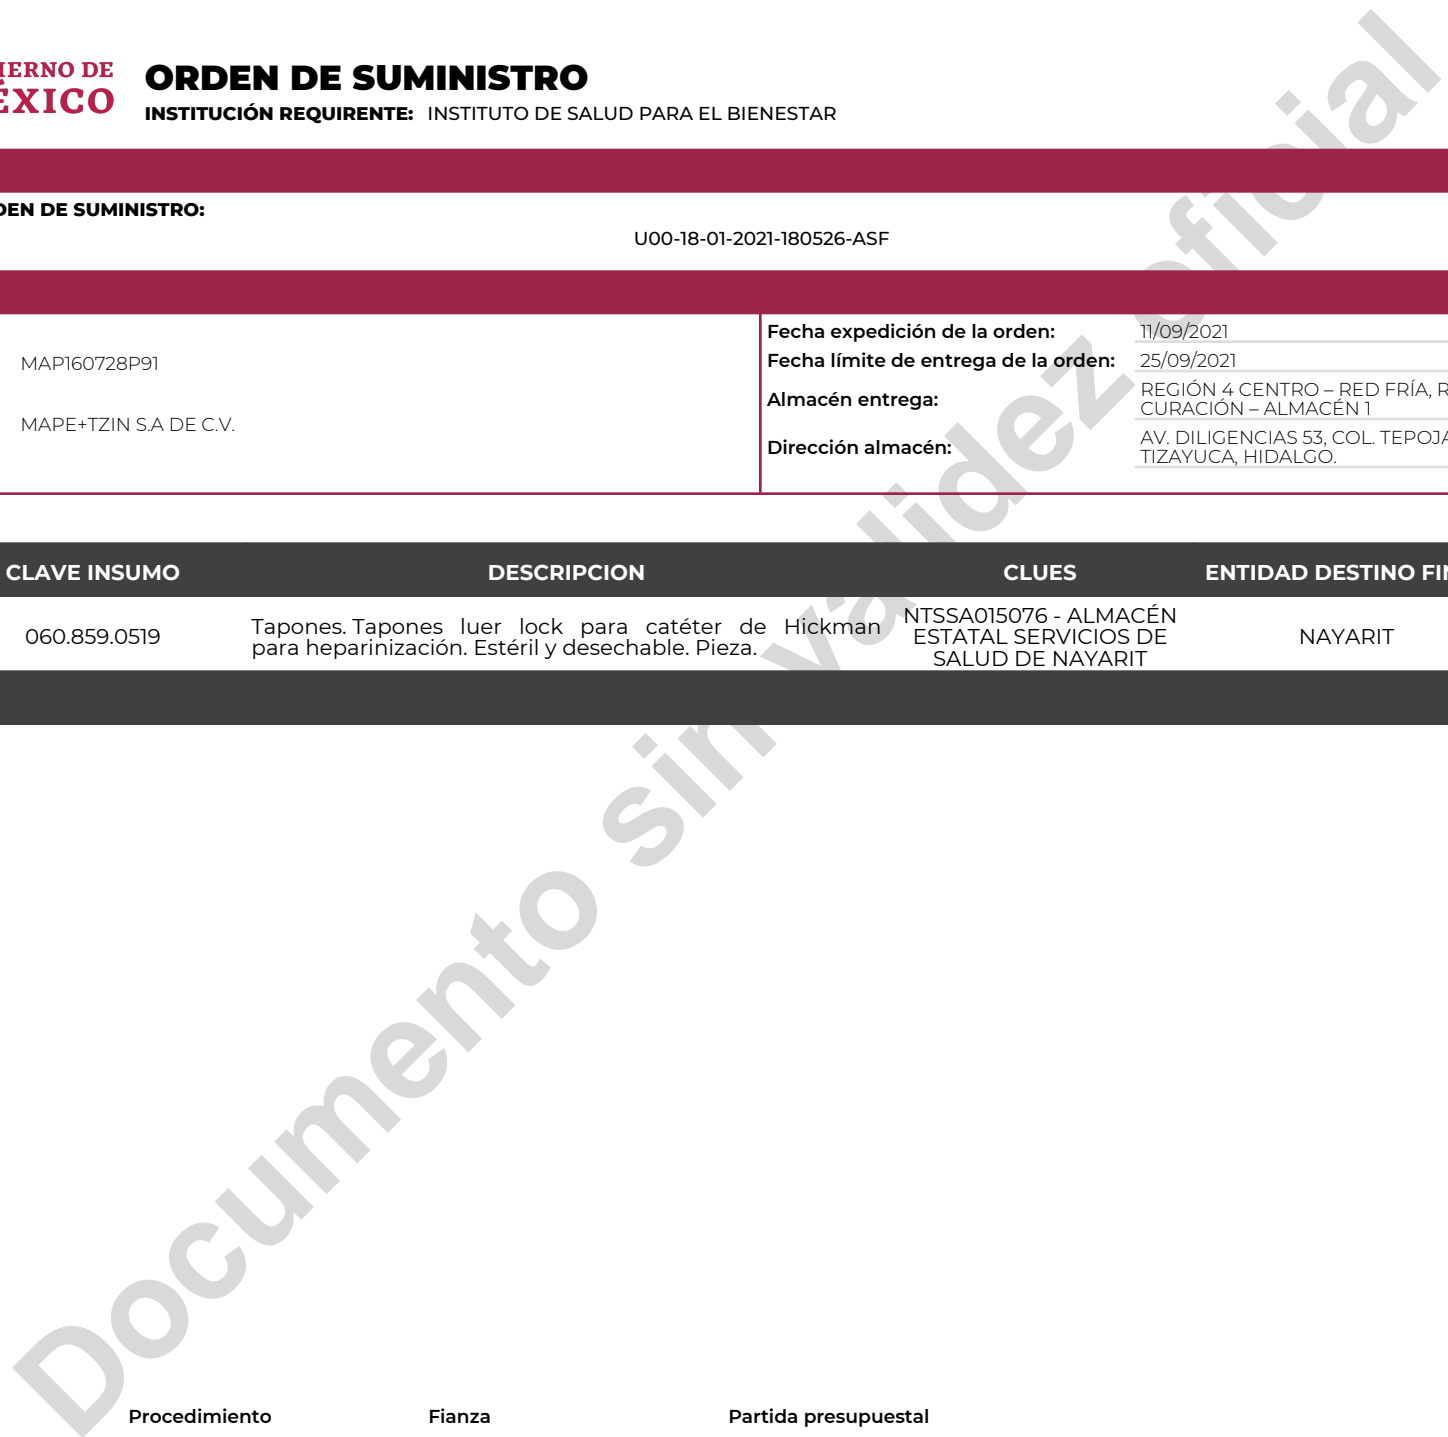 IERNO DE
ÉXICO
ORDEN DE SUMINISTRO
INSTITUCIÓN REQUIRENTE: INSTITUTO DE SALUD PARA EL BIENESTAR
DEN DE SUMINISTRO:
U00-18-01-2021-180526-ASF
MAP160728P91
MAPE+TZIN S.A DE C.V.
Fecha expedición de la orden: 11/09/2021
Fecha límite de entrega de la orden: 25/09/2021
Almacén entrega: REGIÓN 4 CENTRO – RED FRÍA, R
CURACIÓN – ALMACÉN 1
Dirección almacén: AV. DILIGENCIAS 53, COL. TEPOJA
TIZAYUCA, HIDALGO.
CLAVE INSUMO DESCRIPCION CLUES ENTIDAD DESTINO FIN
060.859.0519
Tapones. Tapones luer lock para catéter de Hickman
para heparinización. Estéril y desechable. Pieza.
NTSSA015076 - ALMACÉN
ESTATAL SERVICIOS DE
SALUD DE NAYARIT
NAYARIT
Documento sin validez oficial
Procedimiento Fianza Partida presupuestal